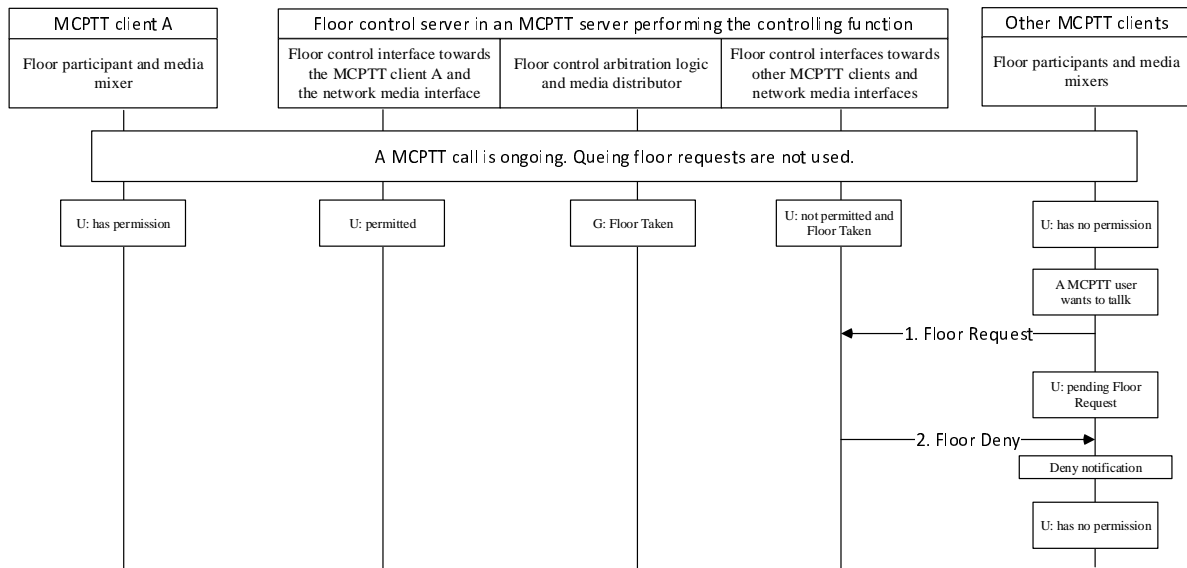 MCPTT client A
Floor control server in an MCPTT server performing the controlling function
Other MCPTT clients
Floor participant and media
mixer
Floor control interface towards
the MCPTT client A and
the network media interface
Floor control arbitration logic
and media distributor
Floor control interfaces towards
other MCPTT clients and
network media interfaces
Floor participants and media
mixers
A MCPTT call is ongoing. Queing floor requests are not used.
U: has permission
U: permitted
G: Floor Taken
U: not permitted and
Floor Taken
U: has no permission
A MCPTT user
wants to tallk
1. Floor Request
U: pending Floor
Request
2. Floor Deny
Deny notification
U: has no permission